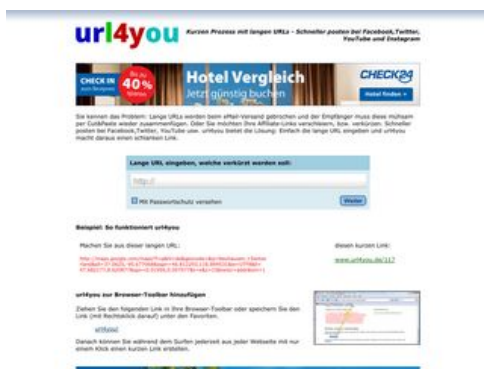 url4you
Kurzen Prozess mit langen URLs - Schneller posten bei Facebook,Twitter,
YouTube und Instagram
CHECK IN
zum Bestpreis
Bis zu
40%
Hotel Vergleich
Jetzt günstig buchen
CHECK24
Hotel finden »
Sie kennen das Problem: Lange URLs werden beim eMail-Versand gebrochen und der Empfänger muss diese mühsam
per Cut&Paste wieder zusammenfügen. Oder Sie möchten Ihre Affiliate-Links verschleiern, bzw. verkürzen. Schneller
posten bei Facebook,Twitter, YouTube usw. url4you bietet die Lösung: Einfach die lange URL eingeben und url4you
macht daraus einen schlanken Link.
Lange URL eingeben, welche verkürzt werden soll:
http://
Mit Passwortschutz versehen
Weiter
Beispiel: So funktioniert url4you
Machen Sie aus dieser langen URL:
diesen kurzen Link:
www.url4you.de/117
url4you zur Browser-Toolbar hinzufügen
Ziehen Sie den folgenden Link in Ihre Browser-Toolbar oder speichern Sie den
Link (mit Rechtsklick darauf) unter den Favoriten.
url4you!
Danach können Sie während dem Surfen jederzeit aus jeder Webseite mit nur
einem Klick einen kurzen Link erstellen.